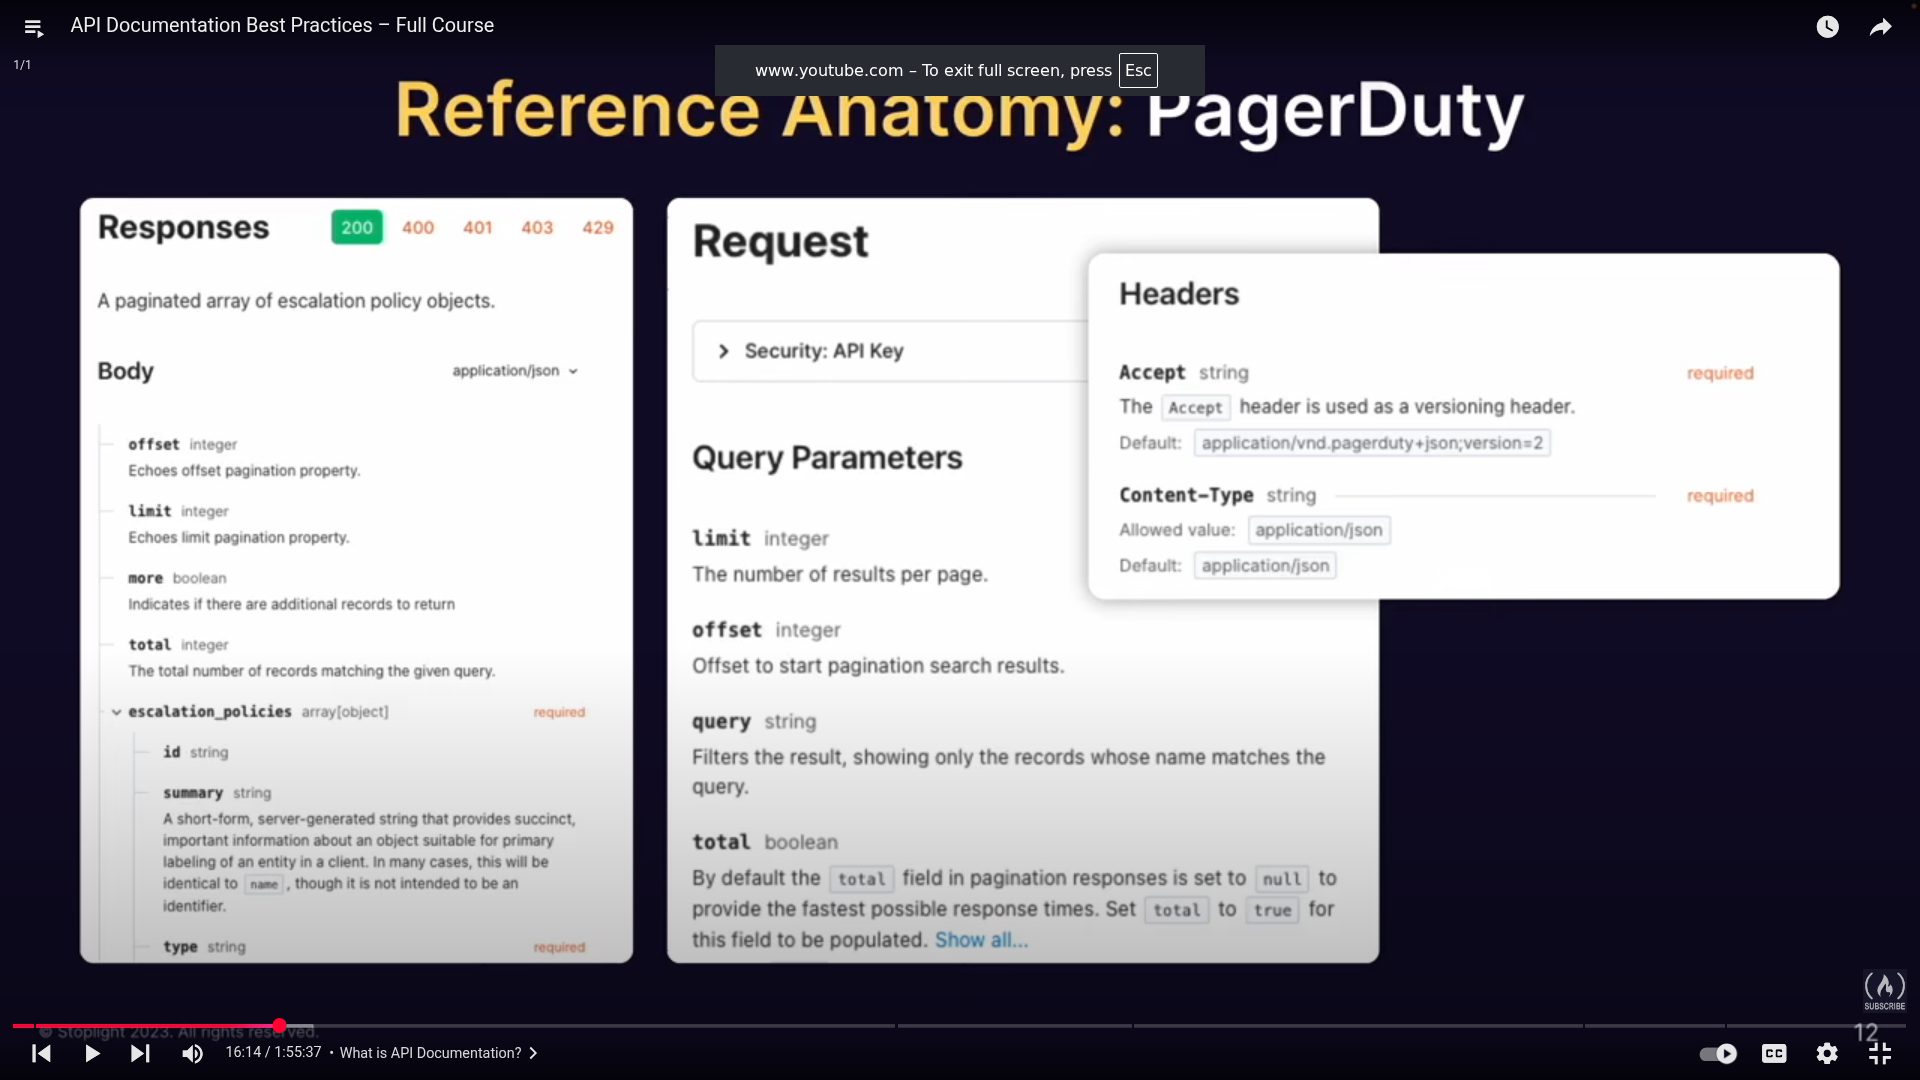 API Documentation Best Practices – Full Course
1/1
www.youtube.com – To exit full screen, press Esc
Reference Anatomy: PagerDuty
Responses 200 400 401 403 429
A paginated array of escalation policy objects.
Body application/json
offset integer
Echoes offset pagination property.
limit integer
Echoes limit pagination property.
more boolean
Indicates if there are additional records to return
total integer
The total number of records matching the given query.
escalation_policies array[object] required
id string
summary string
A short-form, server-generated string that provides succinct,
important information about an object suitable for primary
labeling of an entity in a client. In many cases, this will be
identical to name , though it is not intended to be an
identifier.
type string required
Request
Security: API Key
Query Parameters
limit integer
The number of results per page.
offset integer
Offset to start pagination search results.
query string
Filters the result, showing only the records whose name matches the
query.
total boolean
By default the total field in pagination responses is set to null to
provide the fastest possible response times. Set total to true for
this field to be populated. Show all...
Headers
Accept string required
The Accept header is used as a versioning header.
Default: application/vnd.pagerduty+json;version=2
Content-Type string required
Allowed value: application/json
Default: application/json
SUBSCRIBE
© Stoplight 2023. All rights reserved.
12
16:14 / 1:55:37 • What is API Documentation?
CC